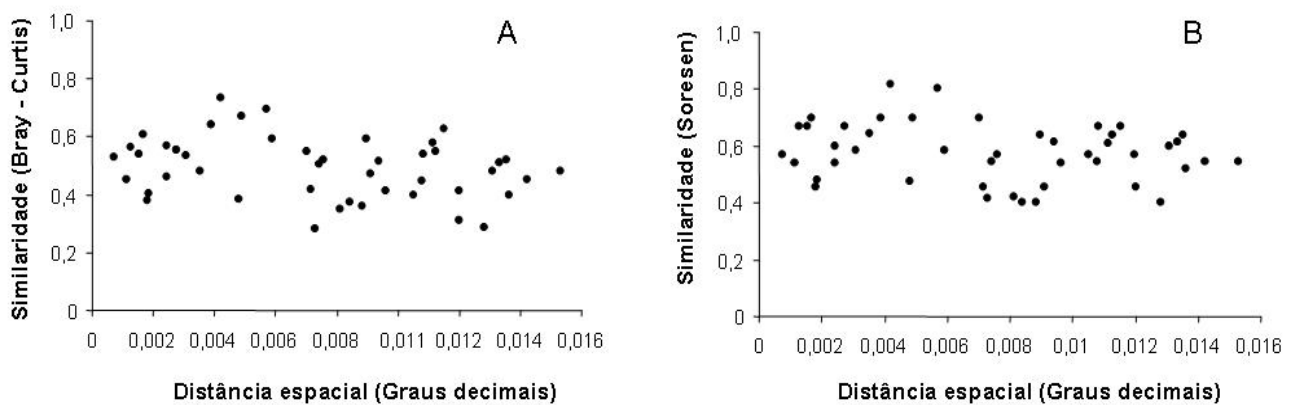 A
Similaridade (Bray - Curtis)
1,0
0,8
0,6
0,4
0,2
0
0 0,002 0,004 0,006 0,008 0,011 0,012 0,014 0,016
Distância espacial (Graus decimais)
B
Similaridade (Soresen)
1,0
0,8
0,6
0,4
0,2
0
0 0,002 0,004 0,006 0,008 0,01 0,012 0,014 0,016
Distância espacial (Graus decimais)